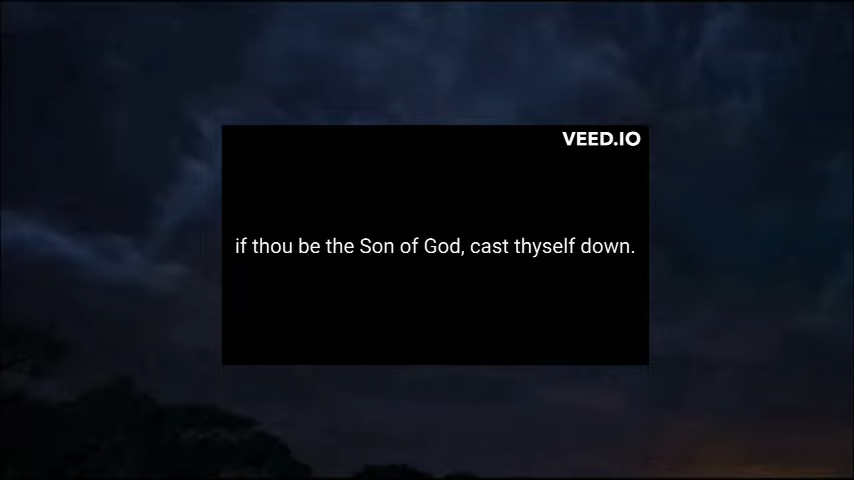 VEED.IO
if thou be the Son of God, cast thyself down.